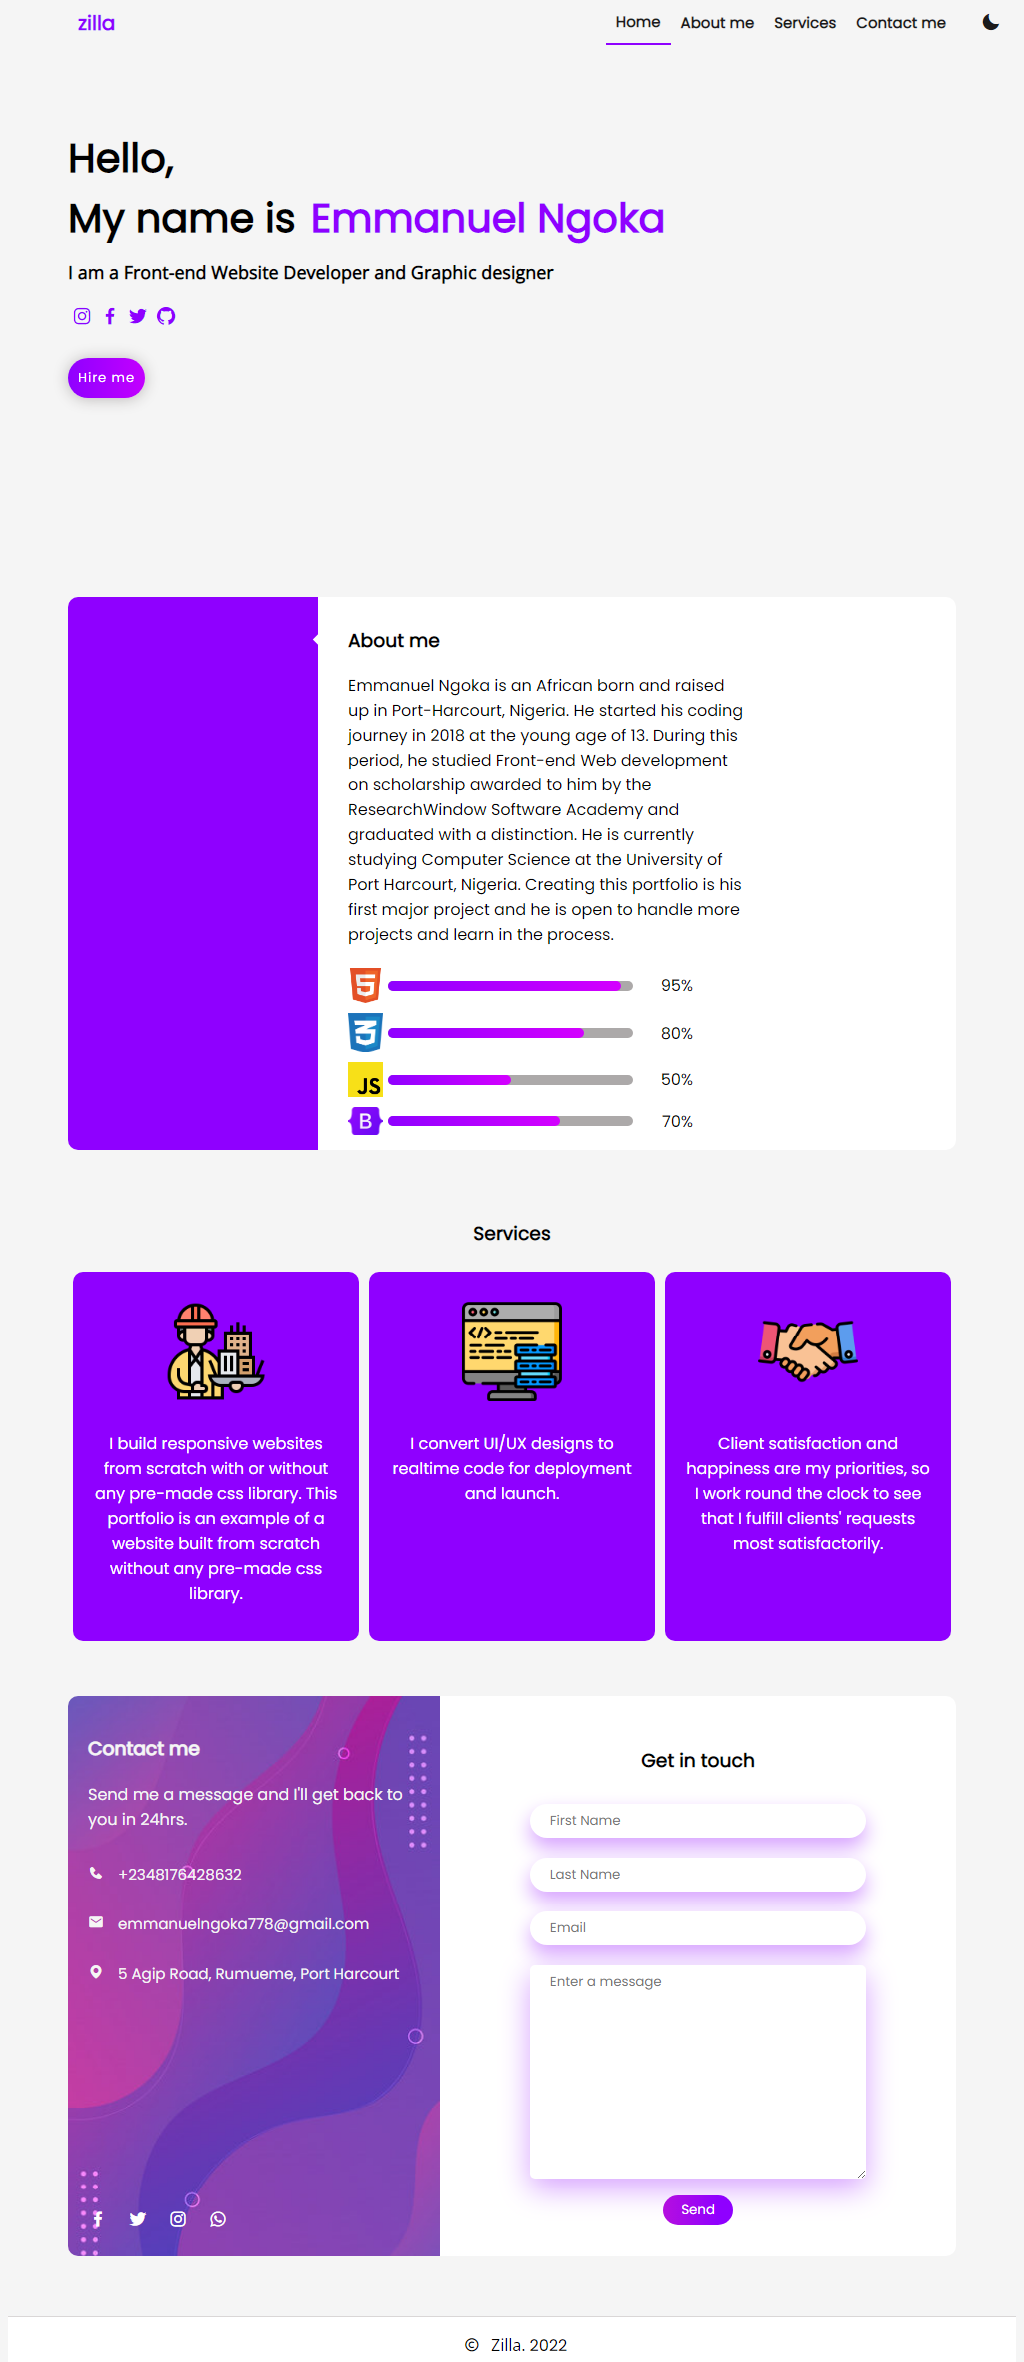 zilla
Home About me Services Contact me
Hello,
My name is Emmanuel Ngoka
I am a Front-end Website Developer and Graphic designer
Hire me
About me
Emmanuel Ngoka is an African born and raised
up in Port-Harcourt, Nigeria. He started his coding
journey in 2018 at the young age of 13. During this
period, he studied Front-end Web development
on scholarship awarded to him by the
ResearchWindow Software Academy and
graduated with a distinction. He is currently
studying Computer Science at the University of
Port Harcourt, Nigeria. Creating this portfolio is his
first major project and he is open to handle more
projects and learn in the process.
5 95%
3 80%
JS 50%
B 70%
Services
I build responsive websites
from scratch with or without
any pre-made css library. This
portfolio is an example of a
website built from scratch
without any pre-made css
library.
I convert UI/UX designs to
realtime code for deployment
and launch.
Client satisfaction and
happiness are my priorities, so
I work round the clock to see
that I fulfill clients' requests
most satisfactorily.
Contact me
Send me a message and I'll get back to
you in 24hrs.
+2348176428632
emmanuelngoka778@gmail.com
5 Agip Road, Rumueme, Port Harcourt
Get in touch
First Name
Last Name
Email
Enter a message
Send
© Zilla. 2022